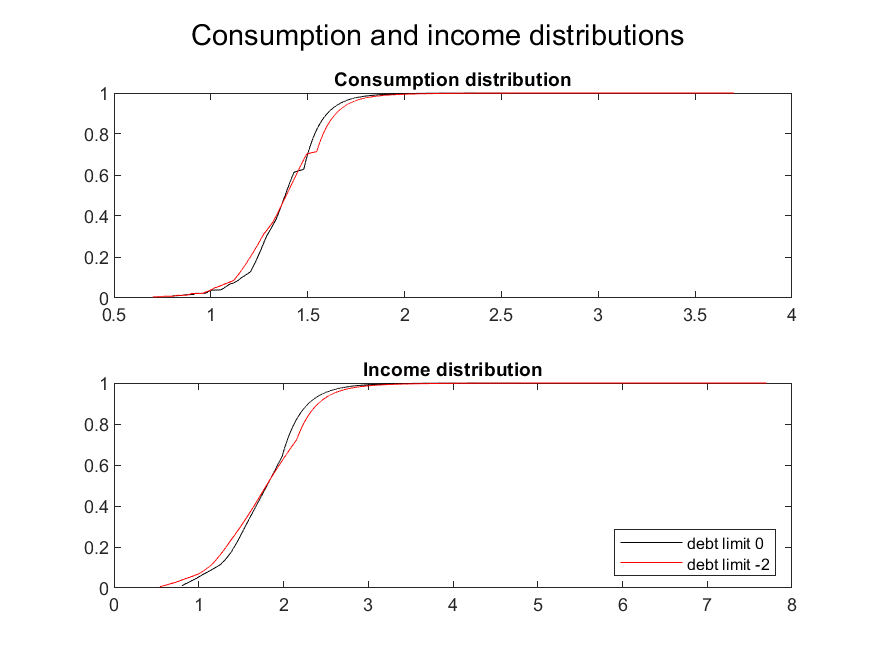 Consumption and income distributions
Consumption distribution
1
0.8
0.6
0.4
0.2
0
0.5 1 1.5 2 2.5 3 3.5 4
Income distribution
1
0.8
0.6
0.4
0.2
0
debt limit 0
debt limit -2
0 1 2 3 4 5 6 7 8